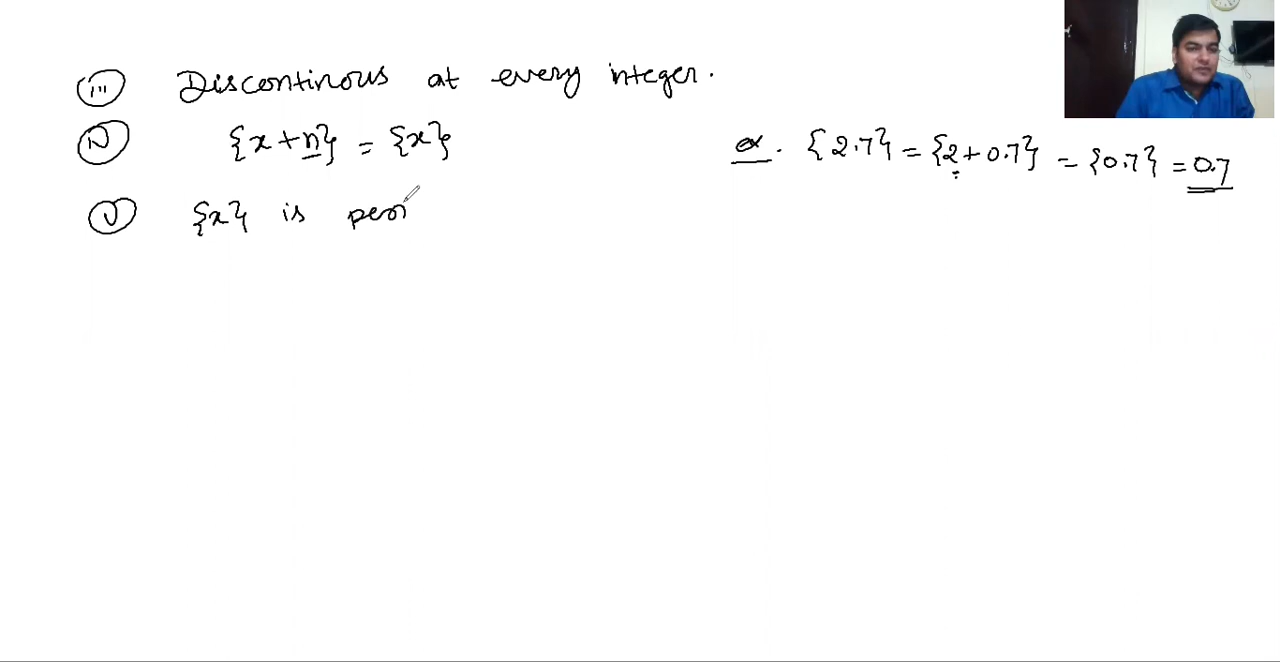 (iii) Discontinous at every integer.
(iv) {x + n} = {x}
ex. {2.7} = {2 + 0.7} = {0.7} = 0.7
(v) {x} is peri